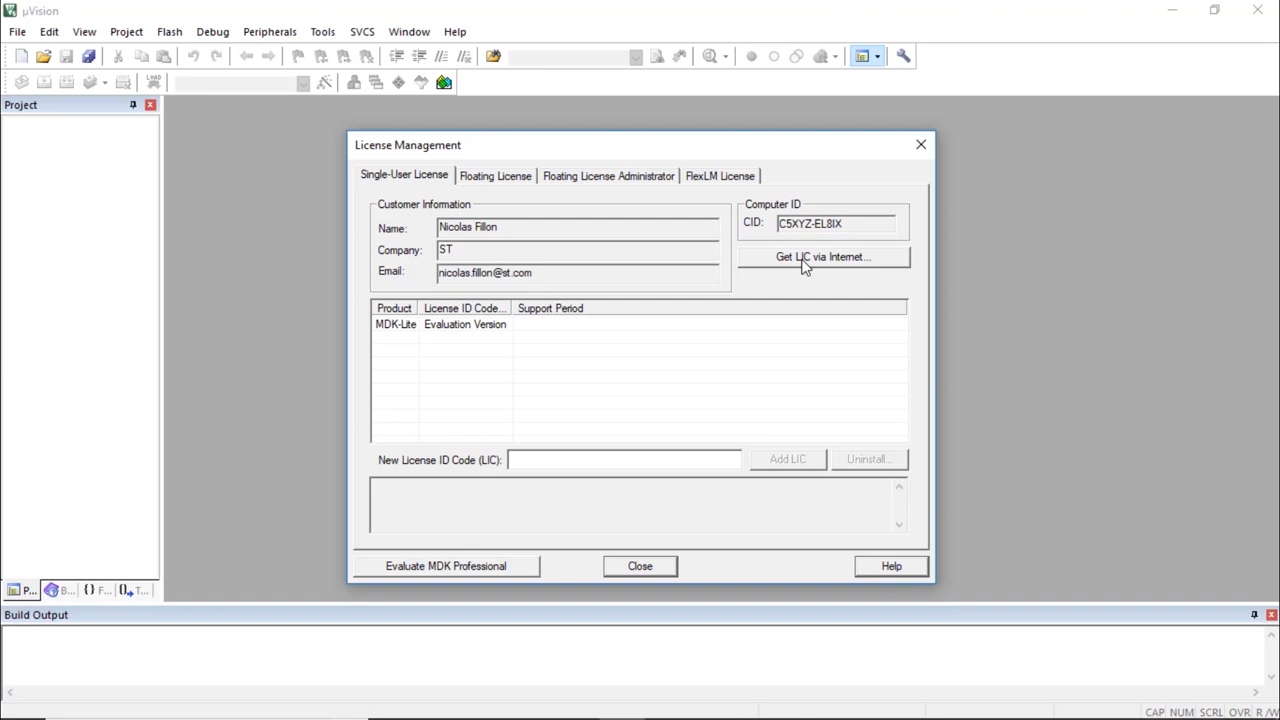 µVision
File Edit View Project Flash Debug Peripherals Tools SVCS Window Help
LOAD
Project
License Management
Single-User License Floating License Floating License Administrator FlexLM License
Customer Information
Name: Nicolas Fillon
Company: ST
Email: nicolas.fillon@st.com
Computer ID
CID: C5XYZ-EL8IX
Get LIC via Internet...
Product License ID Code... Support Period
MDK-Lite Evaluation Version
New License ID Code (LIC): Add LIC Uninstall...
Evaluate MDK Professional Close Help
P... B... {} F... 0 T...
Build Output
CAP NUM SCRL OVR R/W